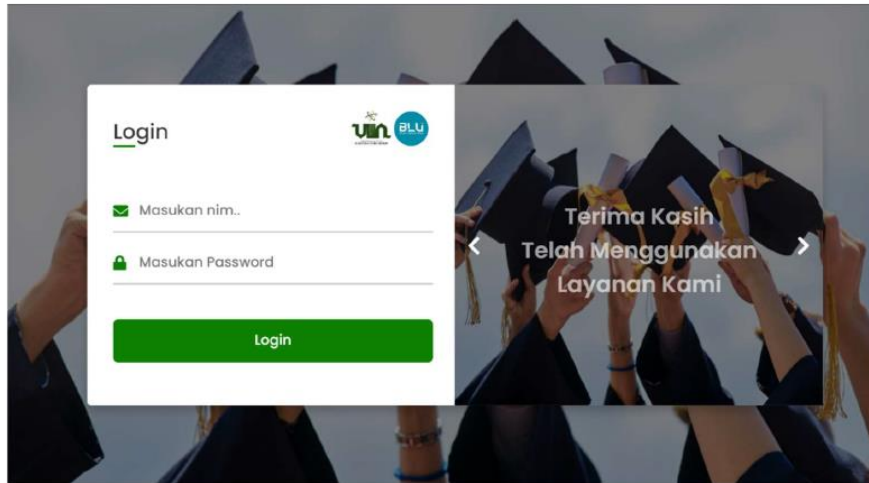 Login
UIN
BLU
Masukan nim..
Masukan Password
Login
Terima Kasih
Telah Menggunakan
Layanan Kami